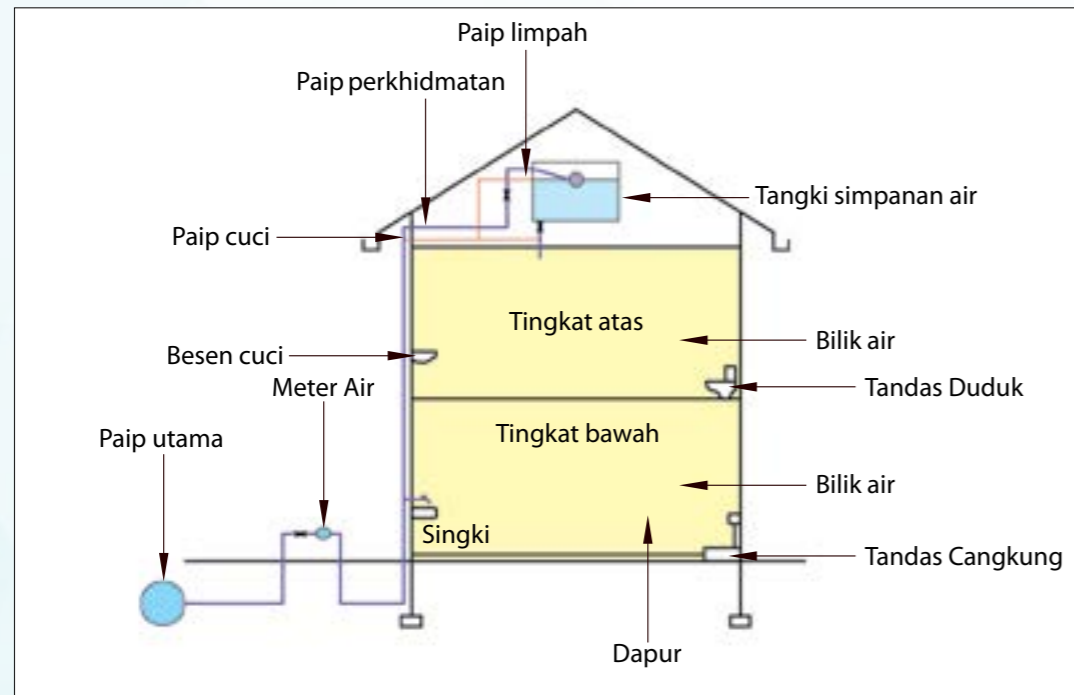 Paip limpah
Paip perkhidmatan
Tangki simpanan air
Paip cuci
Tingkat atas
Bilik air
Besen cuci
Meter Air
Tandas Duduk
Paip utama
Tingkat bawah
Bilik air
Singki
Tandas Cangkung
Dapur